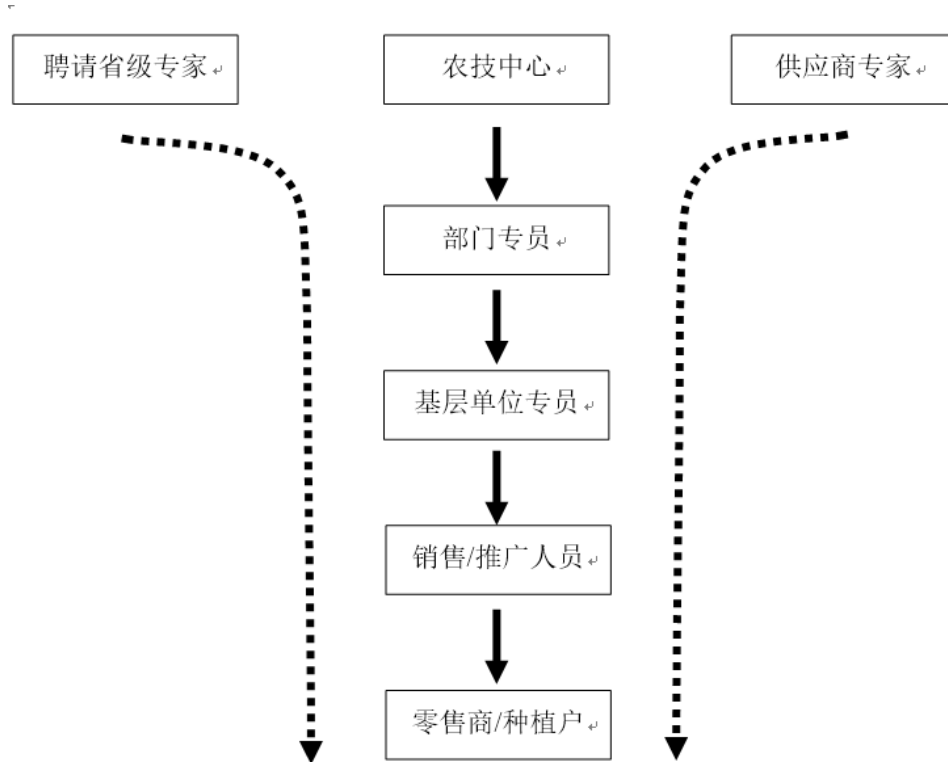 聘请省级专家
农技中心
供应商专家
部门专员
基层单位专员
销售/推广人员
零售商/种植户